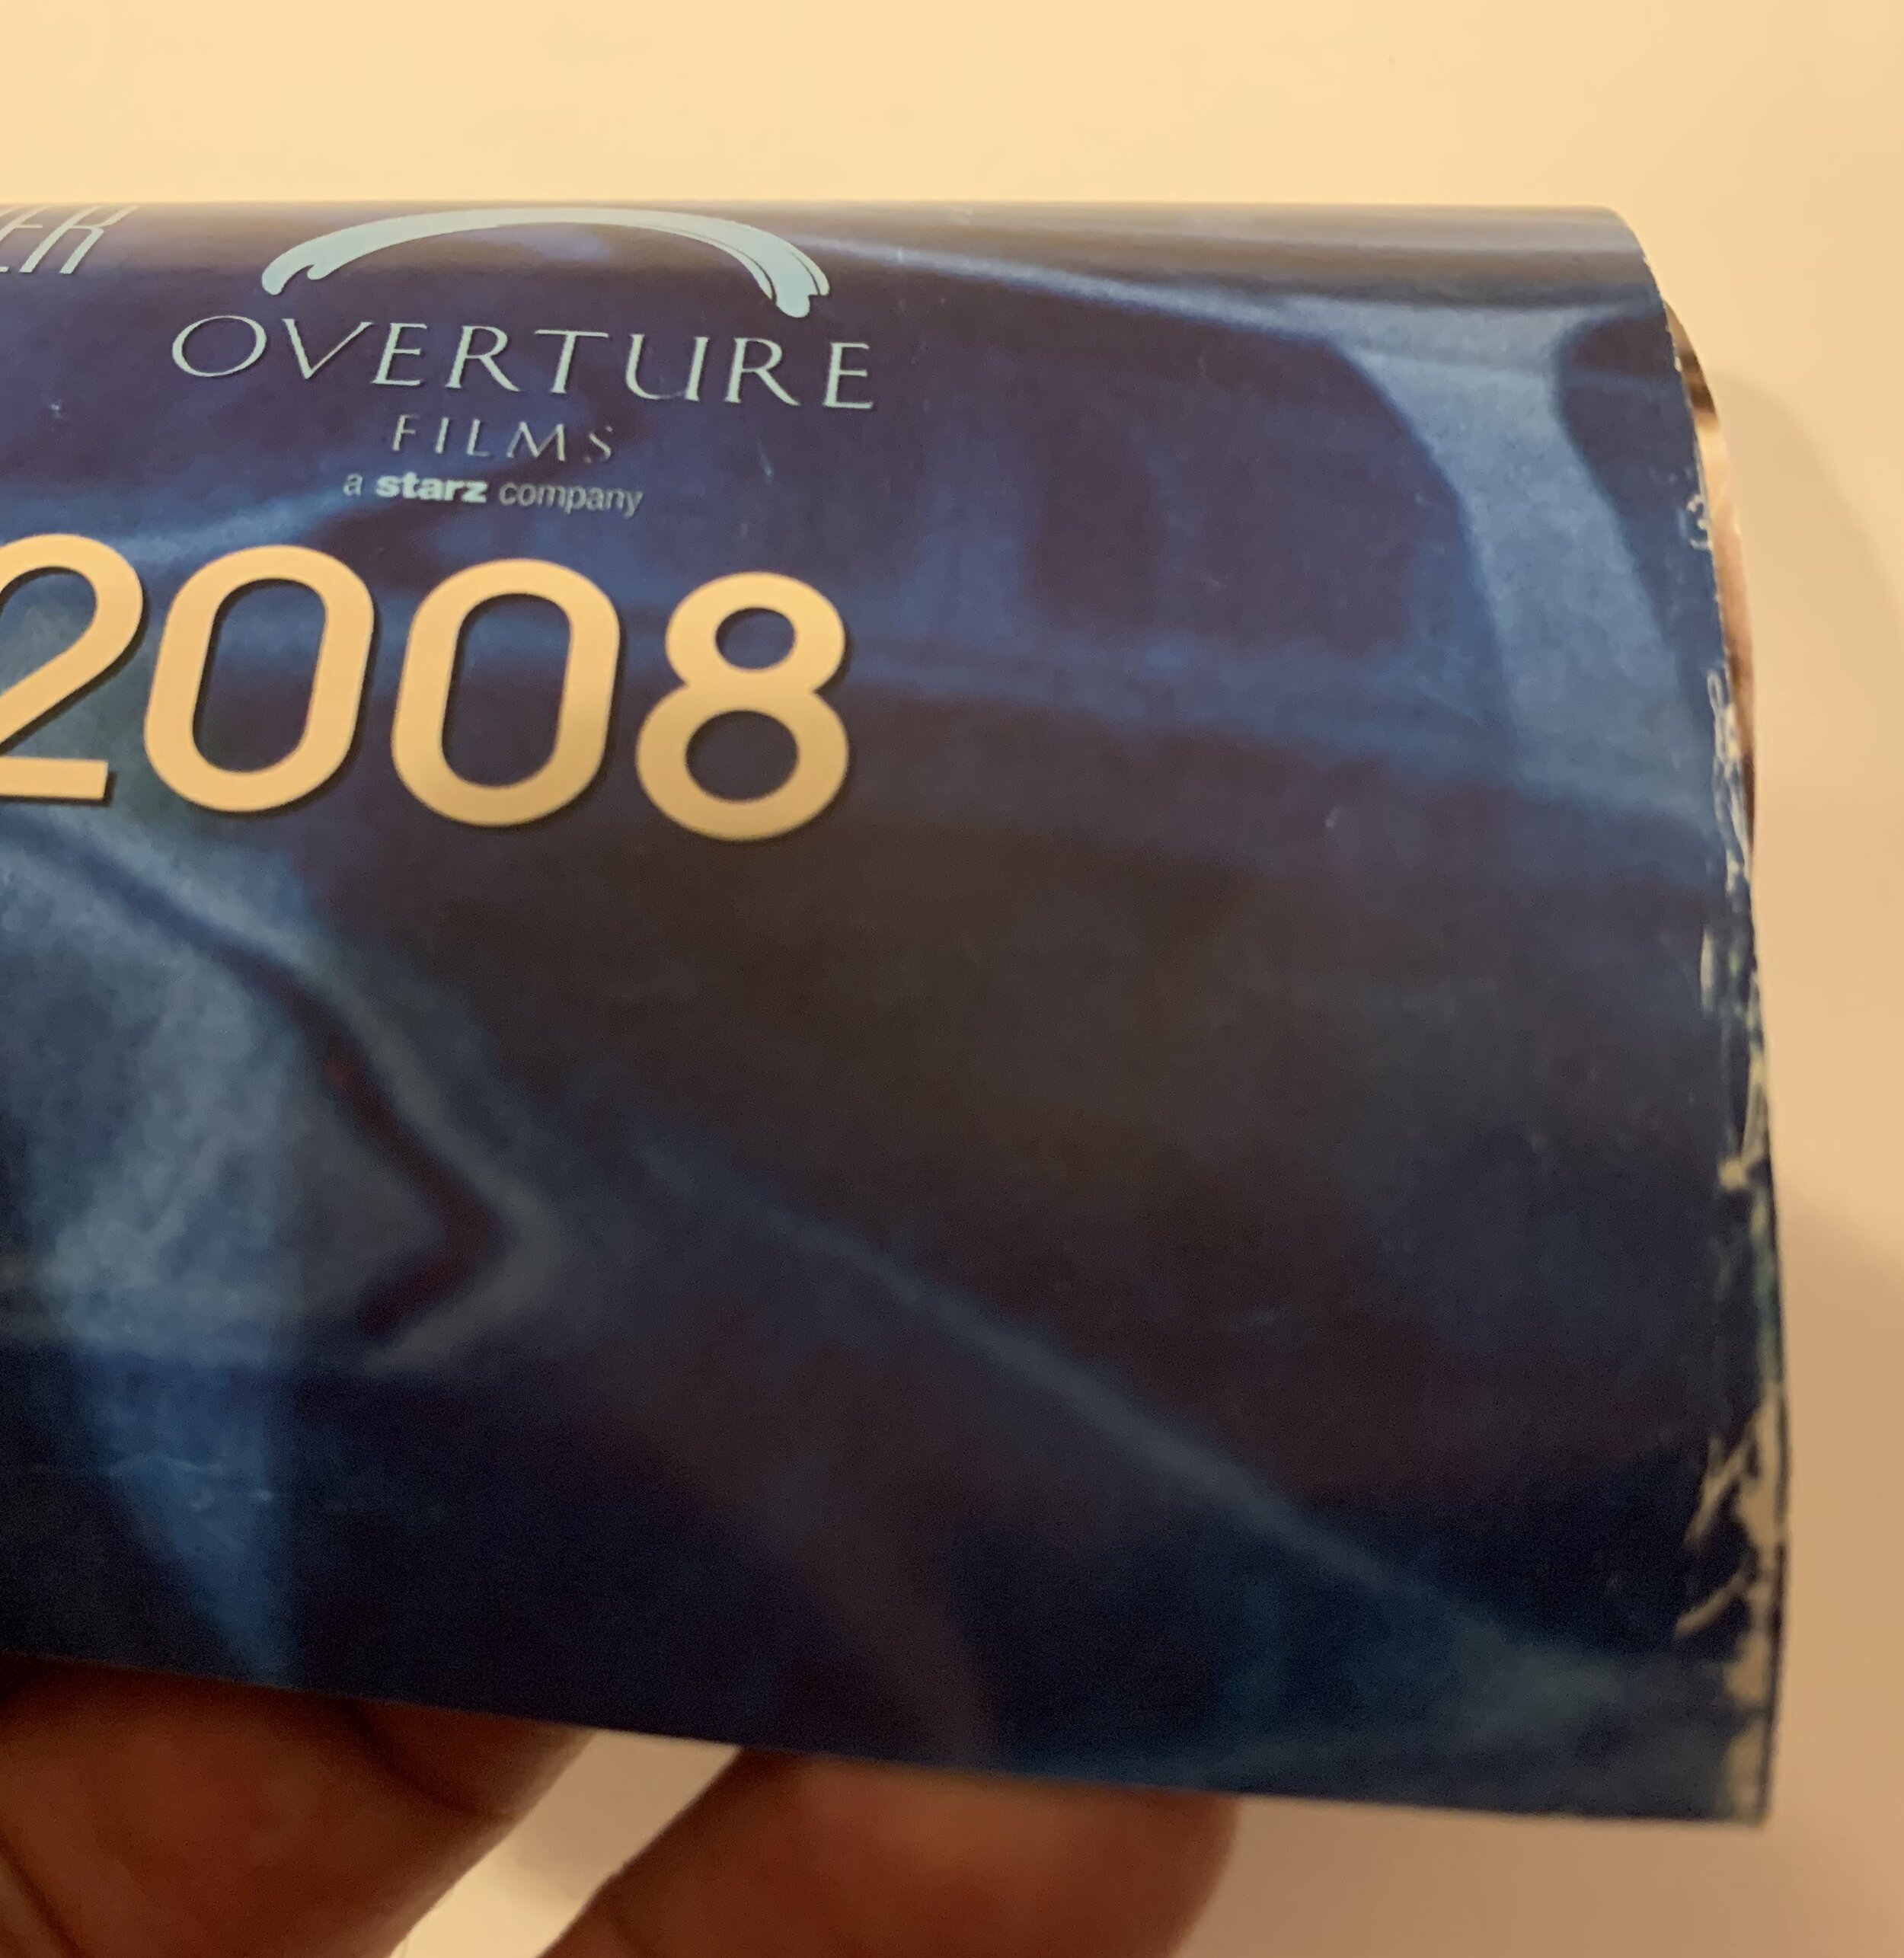 OVERTURE
FILMS
a starz company
2008